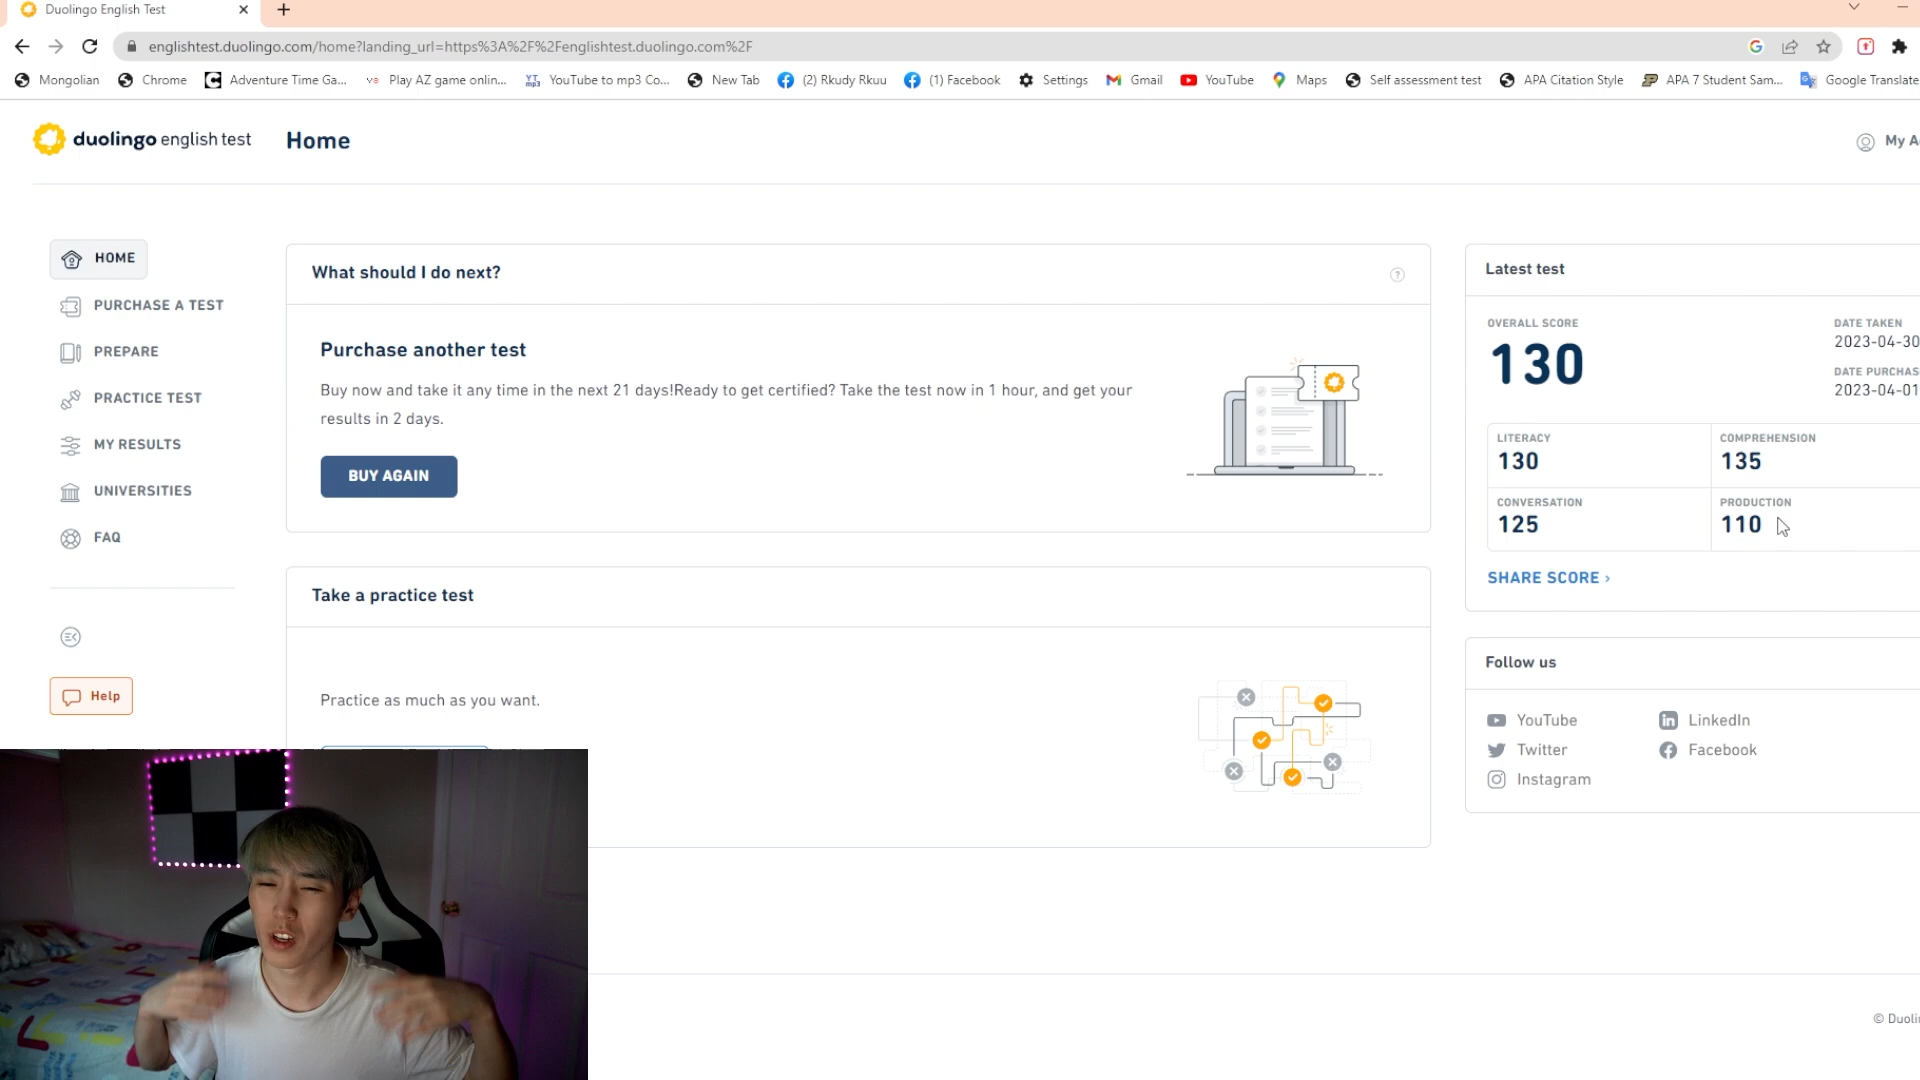 Duolingo English Test
englishtest.duolingo.com/home?landing_url=https%3A%2F%2Fenglishtest.duolingo.com%2F
Mongolian Chrome Adventure Time Ga... Play AZ game onlin... YouTube to mp3 Co... New Tab (2) Rkudy Rkuu (1) Facebook Settings Gmail YouTube Maps Self assessment test APA Citation Style APA 7 Student Sam... Google Translate
duolingo english test
Home
My A
HOME
PURCHASE A TEST
PREPARE
PRACTICE TEST
MY RESULTS
UNIVERSITIES
FAQ
Help
What should I do next?
Purchase another test
Buy now and take it any time in the next 21 days!Ready to get certified? Take the test now in 1 hour, and get your
results in 2 days.
BUY AGAIN
Take a practice test
Practice as much as you want.
Latest test
OVERALL SCORE
130
DATE TAKEN
2023-04-30
DATE PURCHAS
2023-04-01
LITERACY
130
COMPREHENSION
135
CONVERSATION
125
PRODUCTION
110
SHARE SCORE ›
Follow us
YouTube
LinkedIn
Twitter
Facebook
Instagram
© Duoli